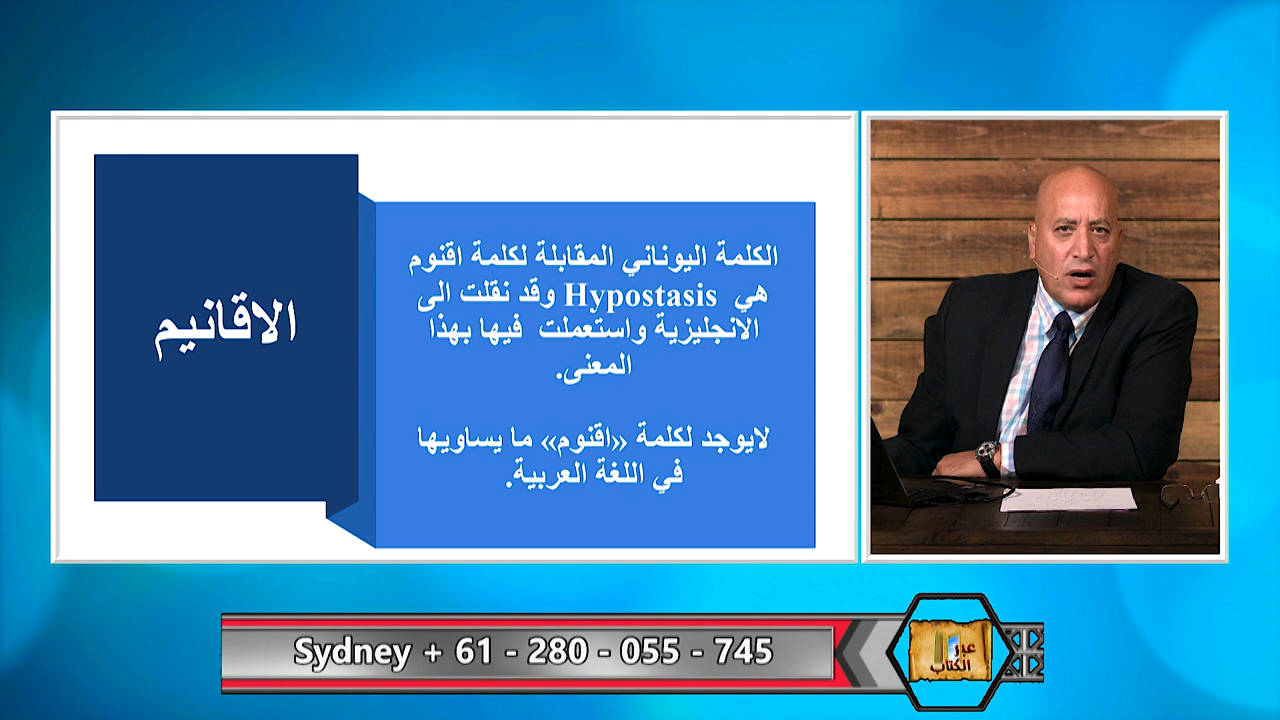 الاقانيم
الكلمة اليوناني المقابلة لكلمة اقنوم
هي Hypostasis وقد نقلت الى
الانجليزية واستعملت فيها بهذا
المعنى.
لايوجد لكلمة «اقنوم» ما يساويها
في اللغة العربية.
Sydney + 61 - 280 - 055 - 745
عبر
الكتاب